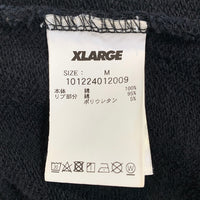 XLARGE
SIZE : M
101224012009
本体 綿 100%
リブ部分 綿 95%
ポリウレタン 5%